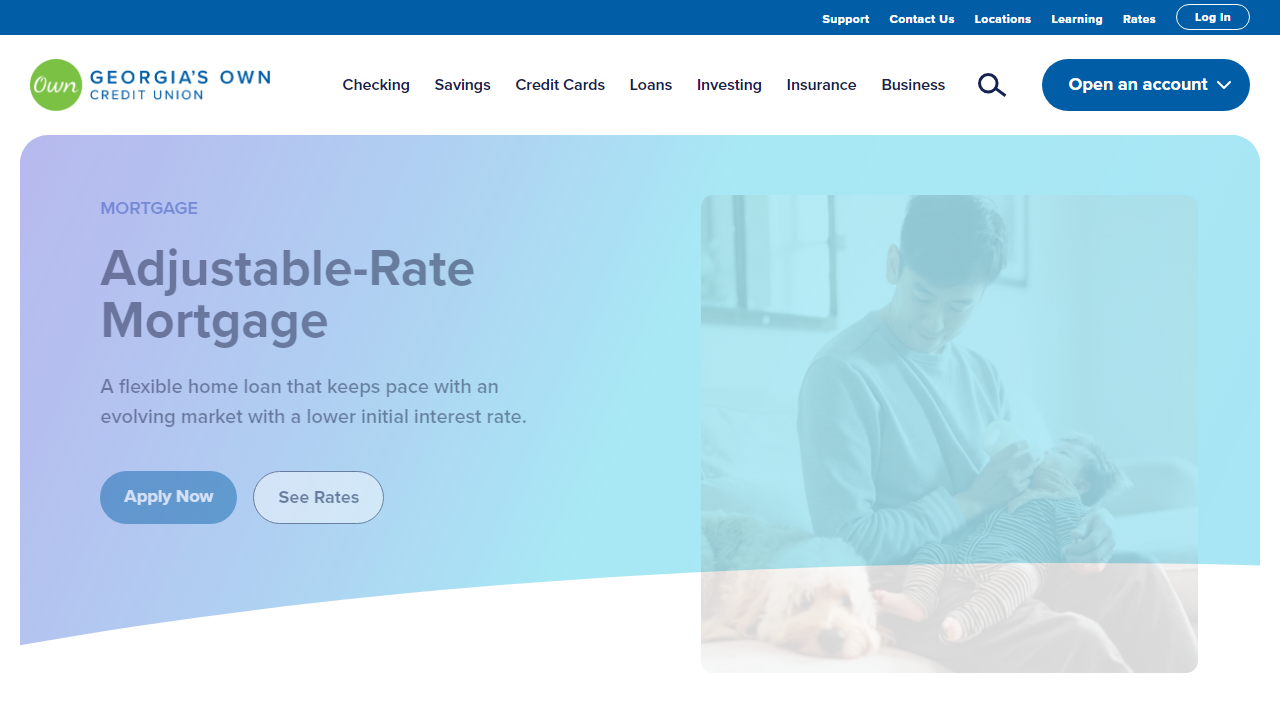 Support Contact Us Locations Learning Rates Log In
Own GEORGIA'S OWN
CREDIT UNION
Checking Savings Credit Cards Loans Investing Insurance Business Open an account
MORTGAGE
Adjustable-Rate
Mortgage
A flexible home loan that keeps pace with an
evolving market with a lower initial interest rate.
Apply Now See Rates